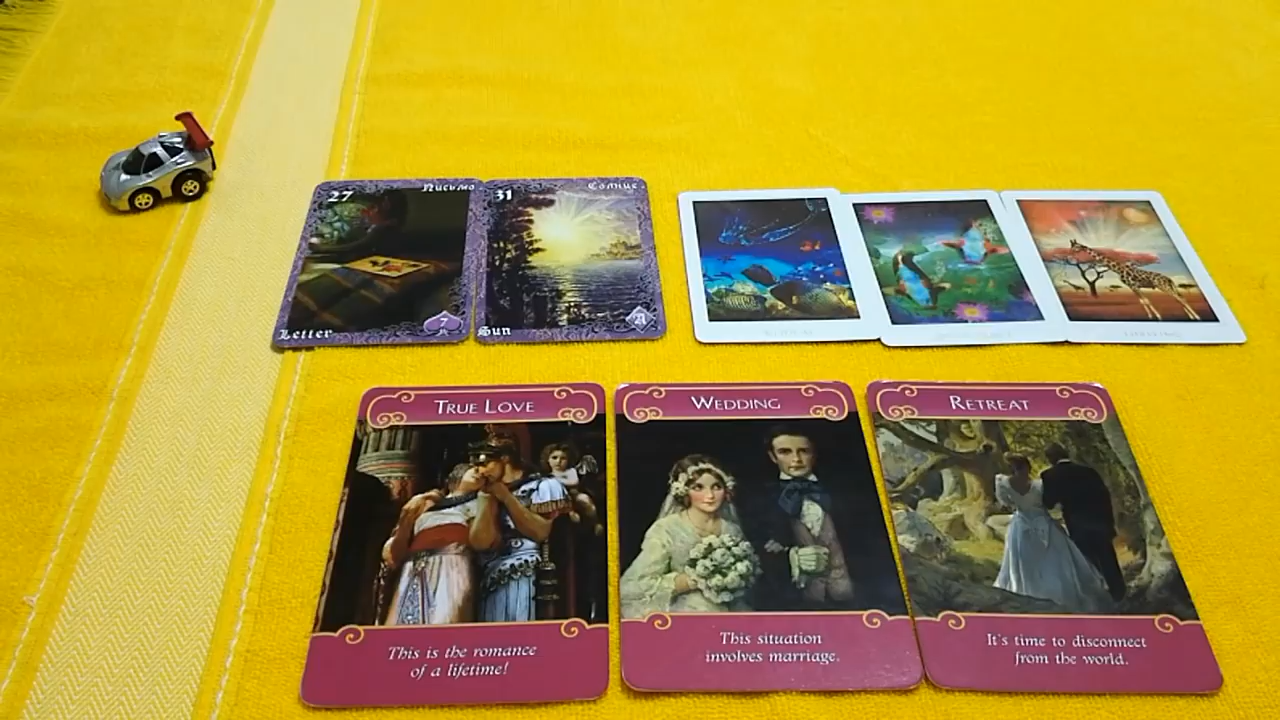 27 Письмо
Letter 7
31 Солнце
Sun A
TRUE LOVE
This is the romance
of a lifetime!
WEDDING
This situation
involves marriage.
RETREAT
It's time to disconnect
from the world.